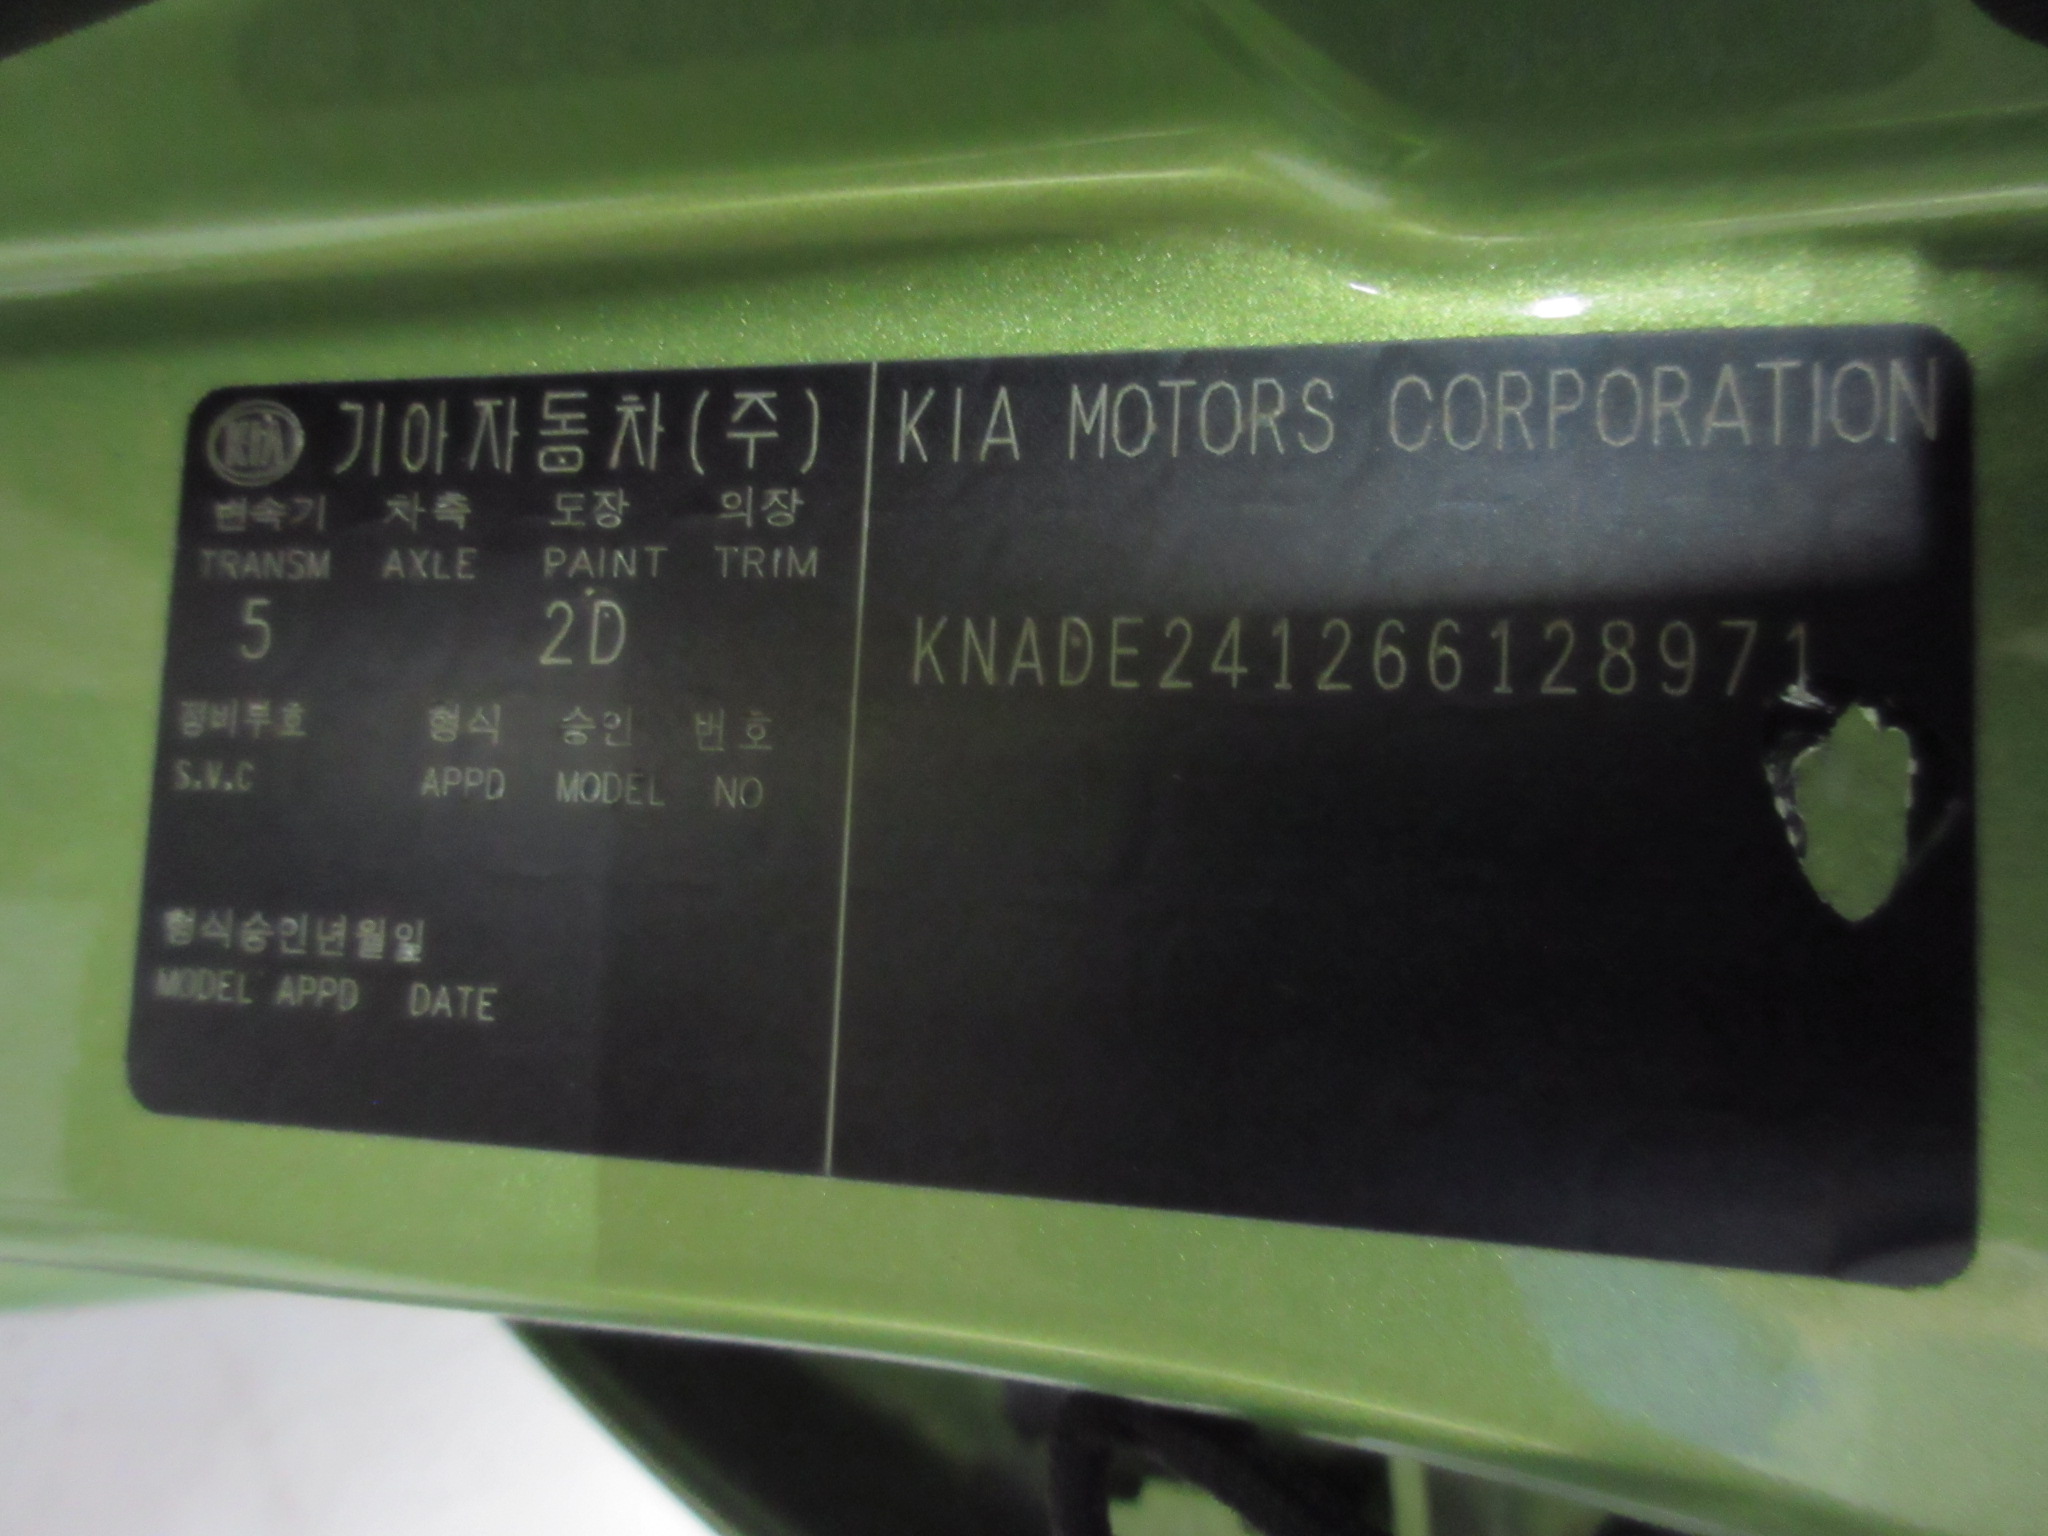 KIA 기아자동차(주) KIA MOTORS CORPORATION
변속기 차축 도장 의장
TRANSM AXLE PAINT TRIM
5 2D
KNADE241266128971
정비부호 형식 승인 번호
S.V.C APPD MODEL NO
형식승인년월일
MODEL APPD DATE